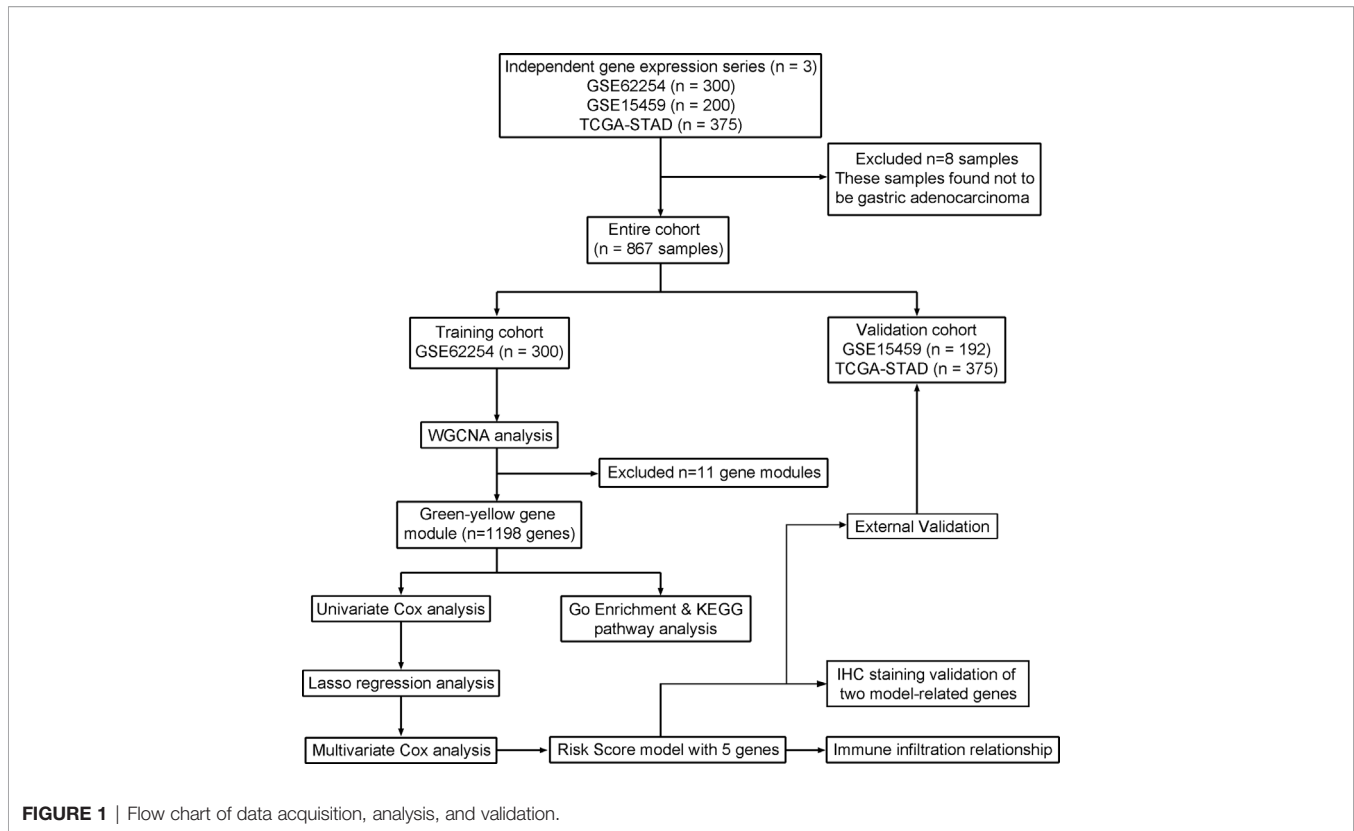 Independent gene expression series (n = 3)
GSE62254 (n = 300)
GSE15459 (n = 200)
TCGA-STAD (n = 375)
Excluded n=8 samples
These samples found not to
be gastric adenocarcinoma
Entire cohort
(n = 867 samples)
Training cohort
GSE62254 (n = 300)
Validation cohort
GSE15459 (n = 192)
TCGA-STAD (n = 375)
WGCNA analysis
Excluded n=11 gene modules
Green-yellow gene
module (n=1198 genes)
External Validation
Univariate Cox analysis
Go Enrichment & KEGG
pathway analysis
Lasso regression analysis
IHC staining validation of
two model-related genes
Multivariate Cox analysis
Risk Score model with 5 genes
Immune infiltration relationship
FIGURE 1 | Flow chart of data acquisition, analysis, and validation.